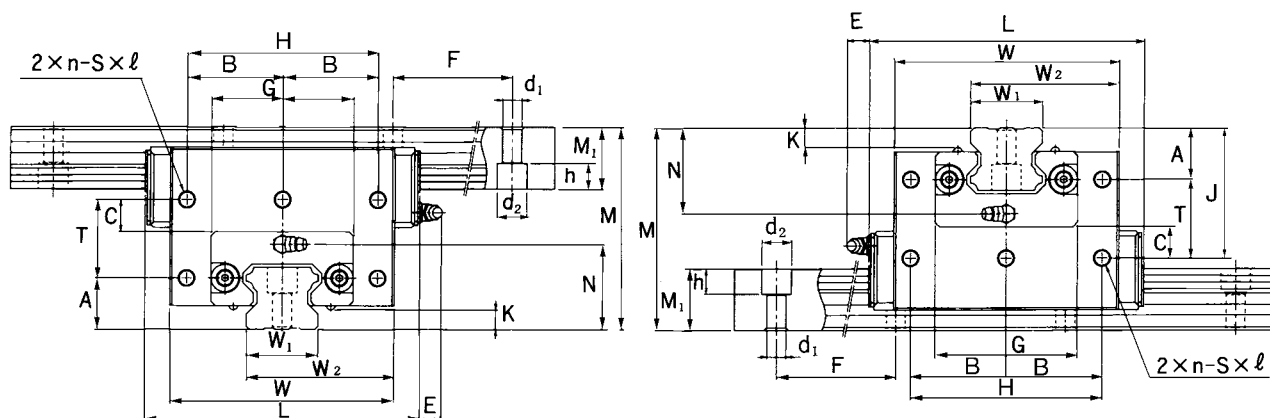 H
B
B
F
2×n-S×ℓ
G
d₁
M₁
h
d₂
M
C
T
N
A
K
W₁
W₂
W
L
E
E
L
W
W₂
W₁
K
N
A
J
T
C
M
d₂
h
M₁
d₁
G
F
B
B
H
2×n-S×ℓ